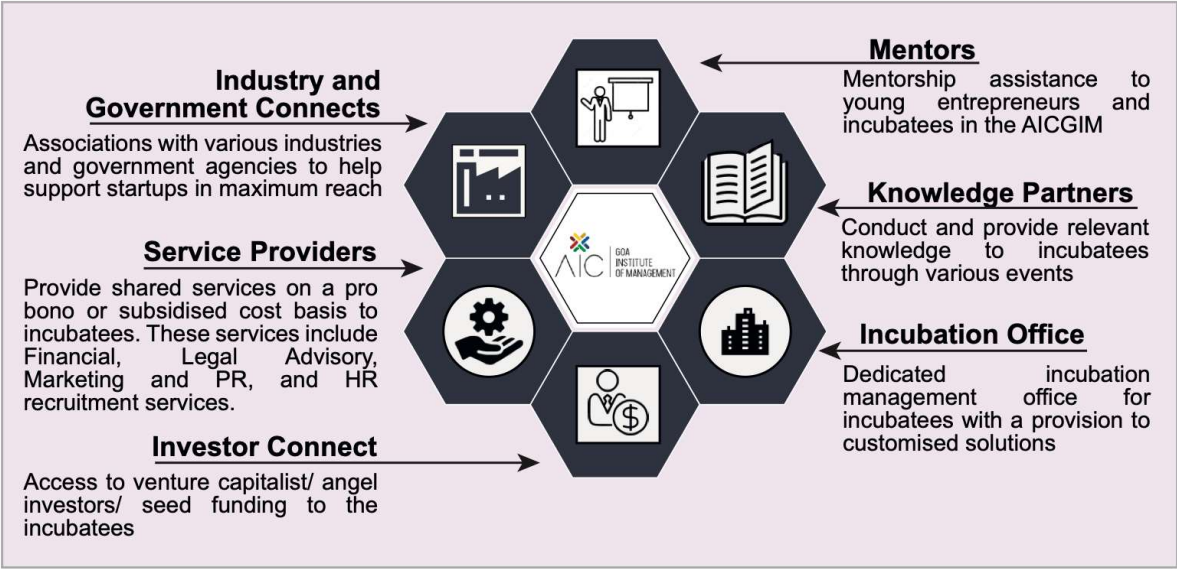 Industry and
Government Connects
Associations with various industries
and government agencies to help
support startups in maximum reach
Service Providers
Provide shared services on a pro
bono or subsidised cost basis to
incubatees. These services include
Financial, Legal Advisory,
Marketing and PR, and HR
recruitment services.
Investor Connect
Access to venture capitalist/ angel
investors/ seed funding to the
incubatees
AIC
GOA
INSTITUTE
OF MANAGEMENT
$
Mentors
Mentorship assistance to
young entrepreneurs and
incubatees in the AICGIM
Knowledge Partners
Conduct and provide relevant
knowledge to incubatees
through various events
Incubation Office
Dedicated incubation
management office for
incubatees with a provision to
customised solutions